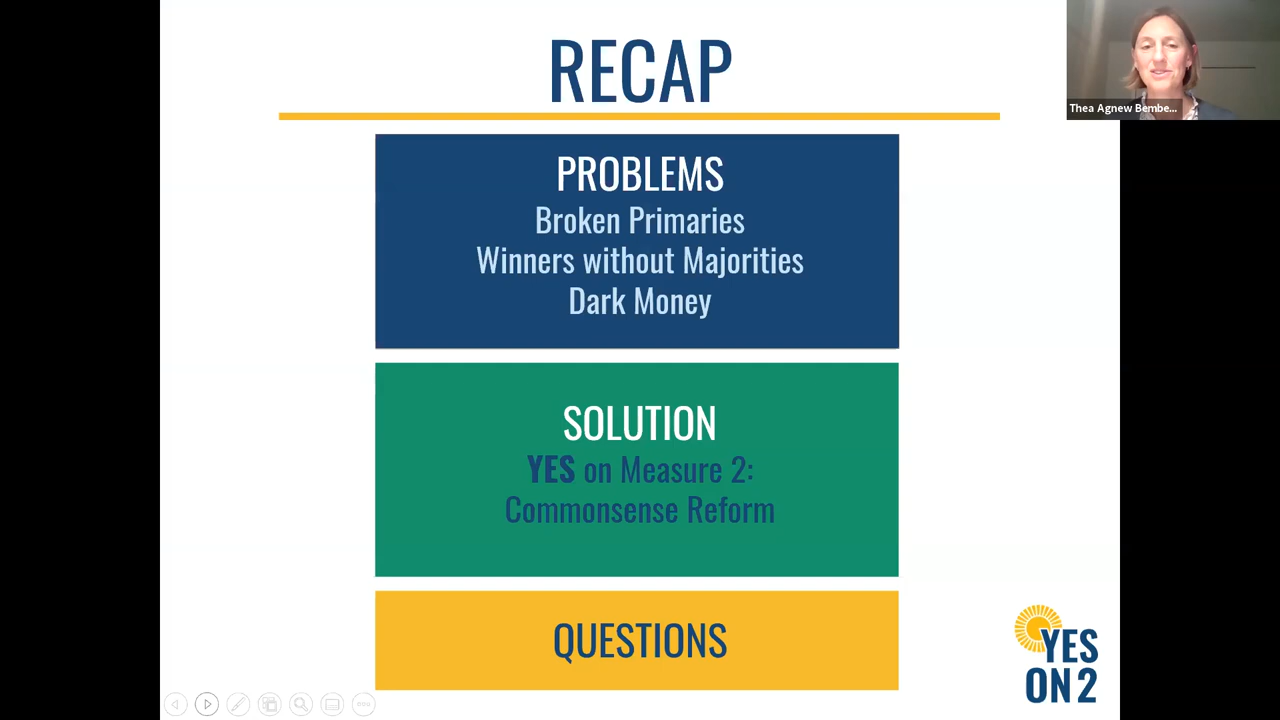 RECAP
Thea Agnew Bembe...
PROBLEMS
Broken Primaries
Winners without Majorities
Dark Money
SOLUTION
YES on Measure 2:
Commonsense Reform
QUESTIONS
YES
ON 2